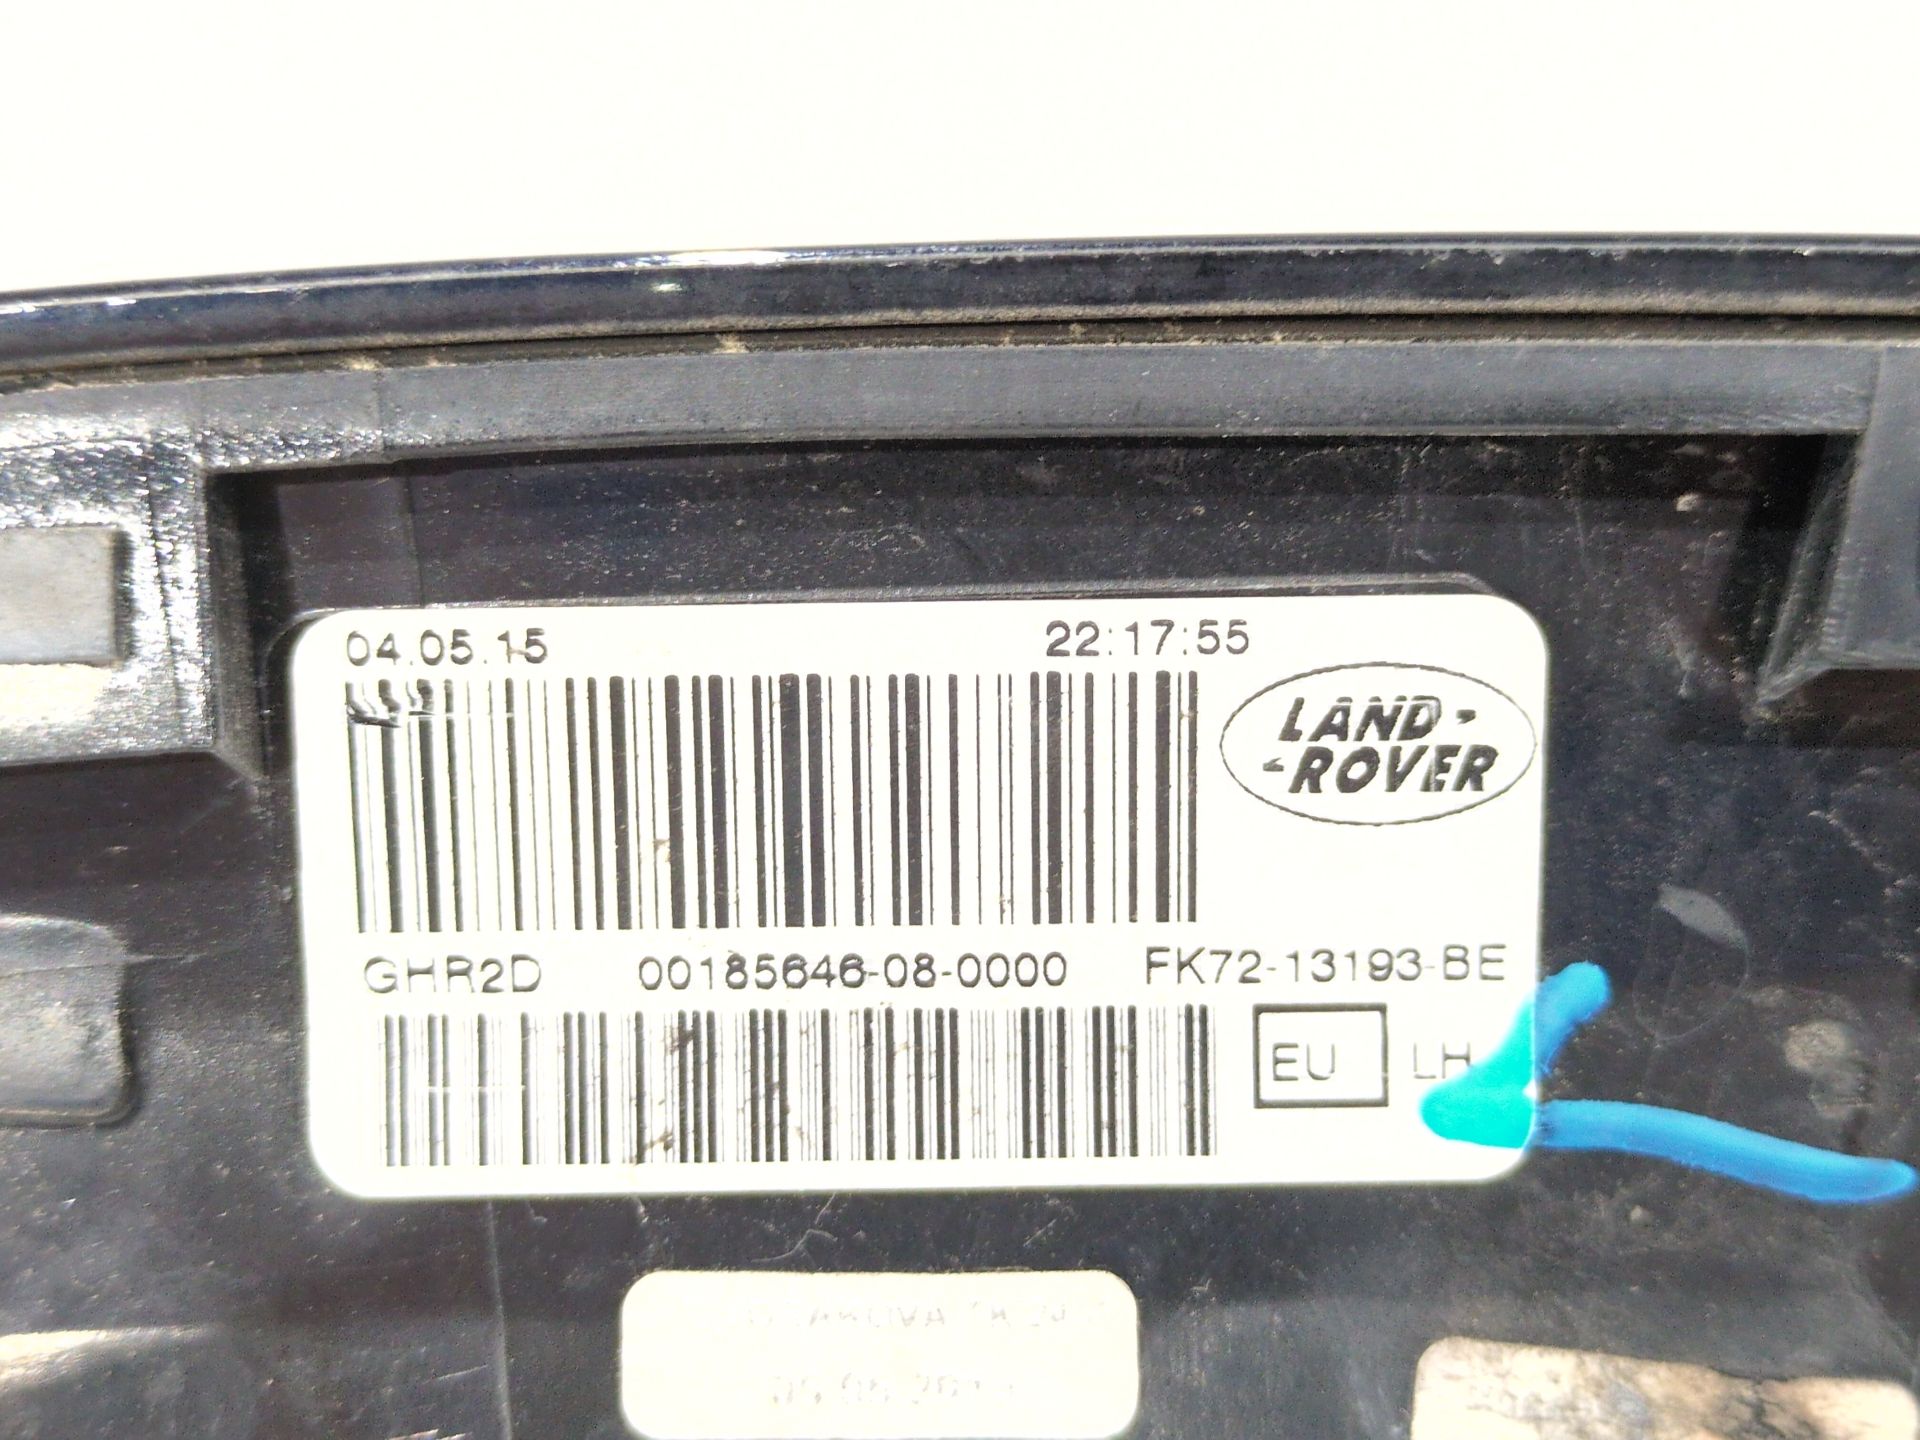 04.05.15 22:17:55
LAND-
-ROVER
GHR2D 00185646-08-0000 FK72-13193-BE
EU LH